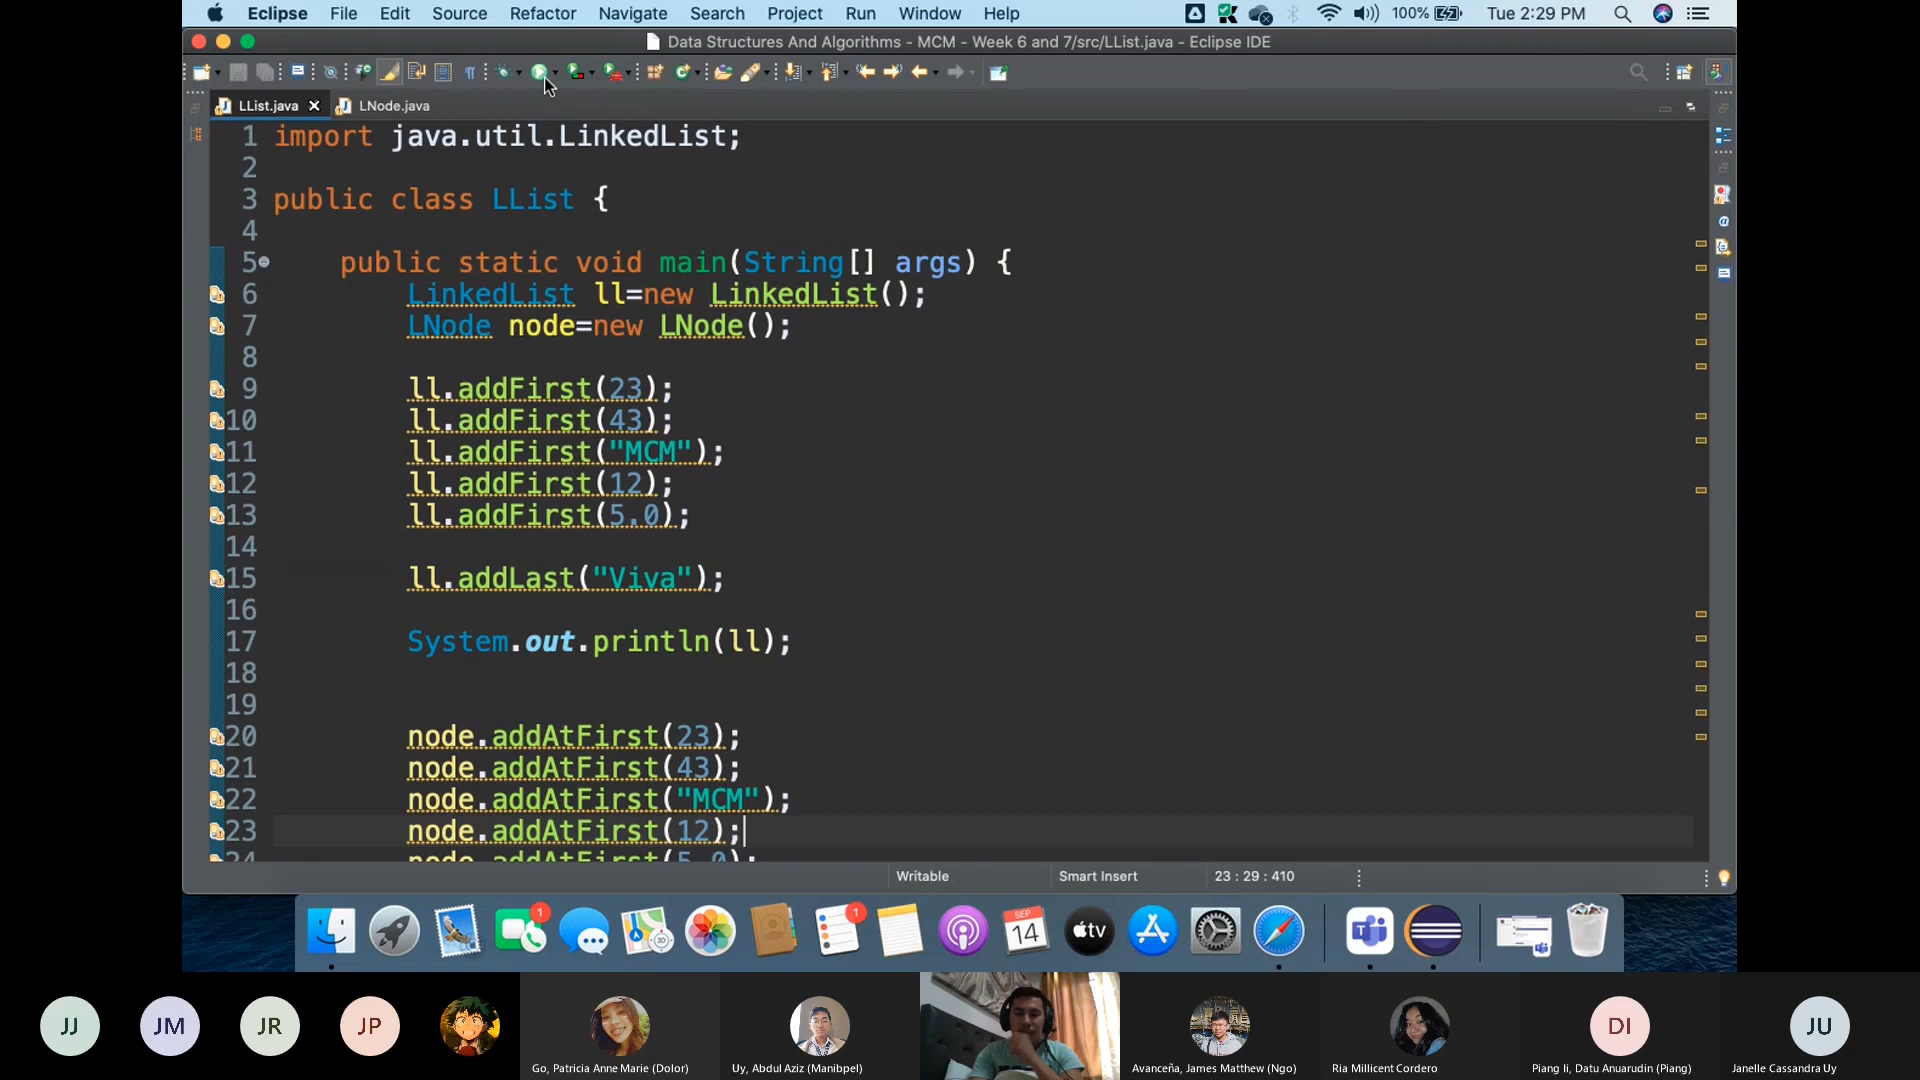 Eclipse File Edit Source Refactor Navigate Search Project Run Window Help 100% Tue 2:29 PM
Data Structures And Algorithms - MCM - Week 6 and 7/src/LList.java - Eclipse IDE
LList.java LNode.java
1 import java.util.LinkedList;
2
3 public class LList {
4
5 public static void main(String[] args) {
6 LinkedList ll=new LinkedList();
7 LNode node=new LNode();
8
9 ll.addFirst(23);
10 ll.addFirst(43);
11 ll.addFirst("MCM");
12 ll.addFirst(12);
13 ll.addFirst(5.0);
14
15 ll.addLast("Viva");
16
17 System.out.println(ll);
18
19
20 node.addAtFirst(23);
21 node.addAtFirst(43);
22 node.addAtFirst("MCM");
23 node.addAtFirst(12);
24 node.addAtFirst(5.0);
Writable Smart Insert 23 : 29 : 410
1 1 SEP
14 tv
3D
JJ JM JR JP DI JU
Go, Patricia Anne Marie (Dolor) Uy, Abdul Aziz (Manibpel) Avanceña, James Matthew (Ngo) Ria Millicent Cordero Piang Ii, Datu Anuarudin (Piang) Janelle Cassandra Uy